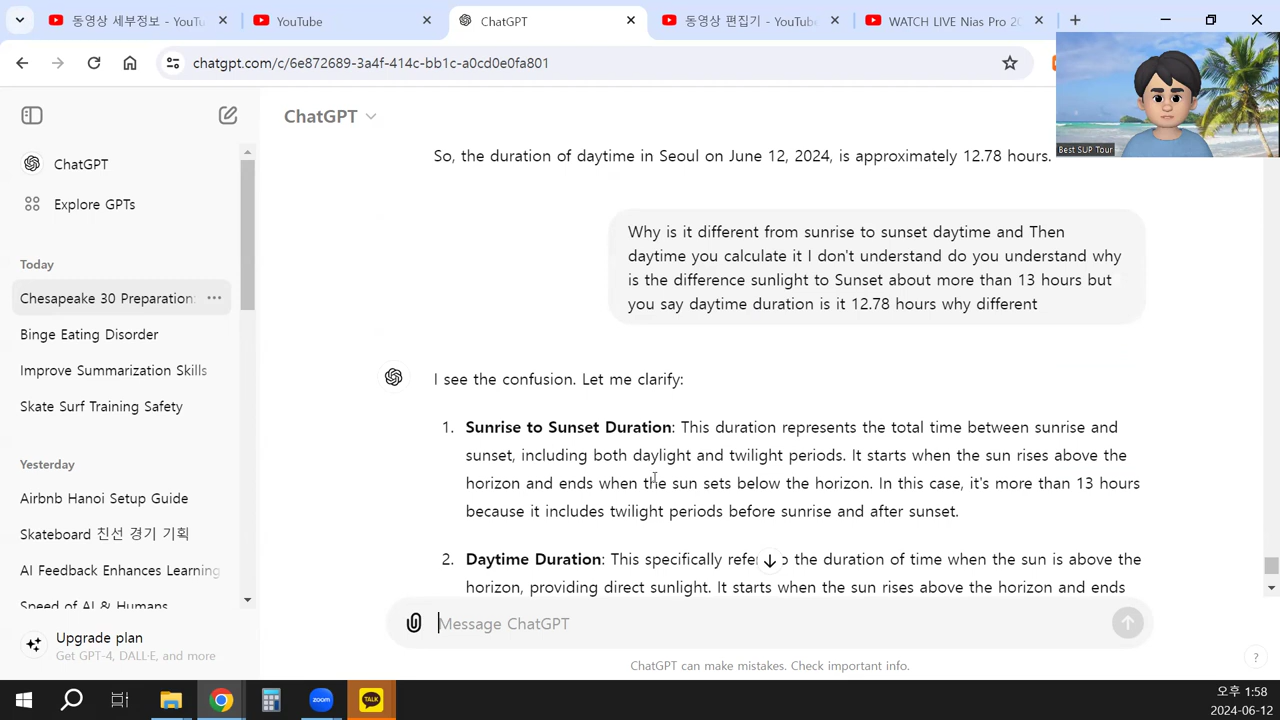 동영상 세부정보 - YouTu
YouTube
ChatGPT
동영상 편집기 - YouTube
WATCH LIVE Nias Pro 20
chatgpt.com/c/6e872689-3a4f-414c-bb1c-a0cd0e0fa801
Best SUP Tour
ChatGPT
Explore GPTs
Today
Chesapeake 30 Preparation
Binge Eating Disorder
Improve Summarization Skills
Skate Surf Training Safety
Yesterday
Airbnb Hanoi Setup Guide
Skateboard 친선 경기 기획
AI Feedback Enhances Learning
Speed of AI & Humans
Upgrade plan
Get GPT-4, DALL·E, and more
ChatGPT
So, the duration of daytime in Seoul on June 12, 2024, is approximately 12.78 hours.
Why is it different from sunrise to sunset daytime and Then
daytime you calculate it I don't understand do you understand why
is the difference sunlight to Sunset about more than 13 hours but
you say daytime duration is it 12.78 hours why different
I see the confusion. Let me clarify:
1. Sunrise to Sunset Duration: This duration represents the total time between sunrise and
sunset, including both daylight and twilight periods. It starts when the sun rises above the
horizon and ends when the sun sets below the horizon. In this case, it's more than 13 hours
because it includes twilight periods before sunrise and after sunset.
2. Daytime Duration: This specifically refe o the duration of time when the sun is above the
horizon, providing direct sunlight. It starts when the sun rises above the horizon and ends
Message ChatGPT
ChatGPT can make mistakes. Check important info.
?
TALK
zoom
오후 1:58
2024-06-12